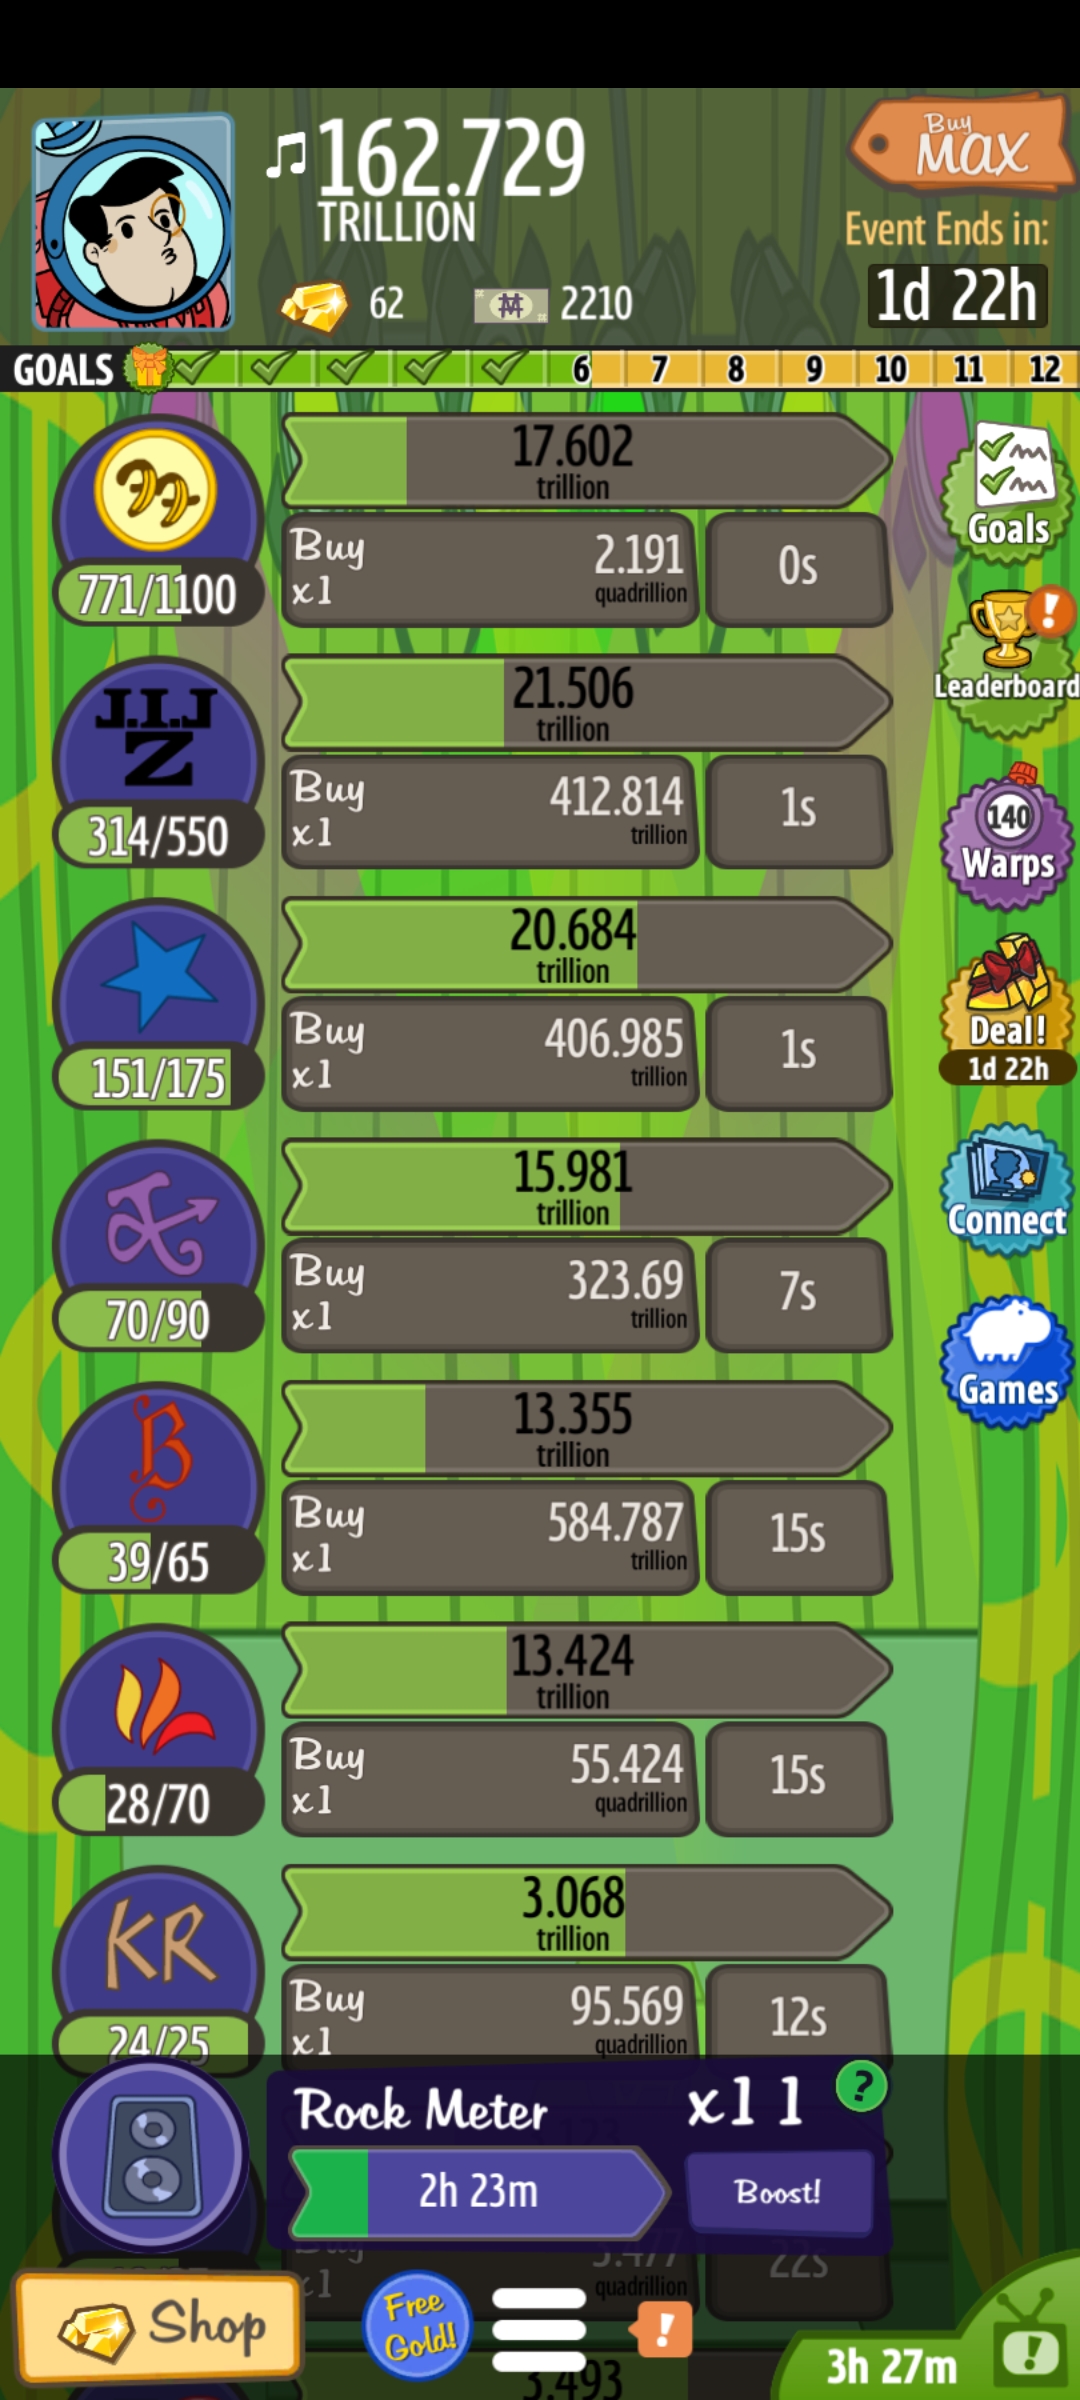 162.729
TRILLION
62
2210
Buy
MAX
Event Ends in:
1d 22h
GOALS
6 7 8 9 10 11 12
17.602
trillion
771/1100
Buy
x1
2.191
quadrillion
0s
Goals
21.506
trillion
J.I.J
Z
314/550
Buy
x1
412.814
trillion
1s
Leaderboard
!
140
Warps
20.684
trillion
151/175
Buy
x1
406.985
trillion
1s
Deal!
1d 22h
15.981
trillion
70/90
Buy
x1
323.69
trillion
7s
Connect
13.355
trillion
B
39/65
Buy
x1
584.787
trillion
15s
Games
13.424
trillion
28/70
Buy
x1
55.424
quadrillion
15s
3.068
trillion
KR
24/25
Buy
x1
95.569
quadrillion
12s
Rock Meter
x11
?
2h 23m
Boost!
Buy
x1
3.477
quadrillion
22s
Shop
Free
Gold!
!
3h 27m
!
3.493